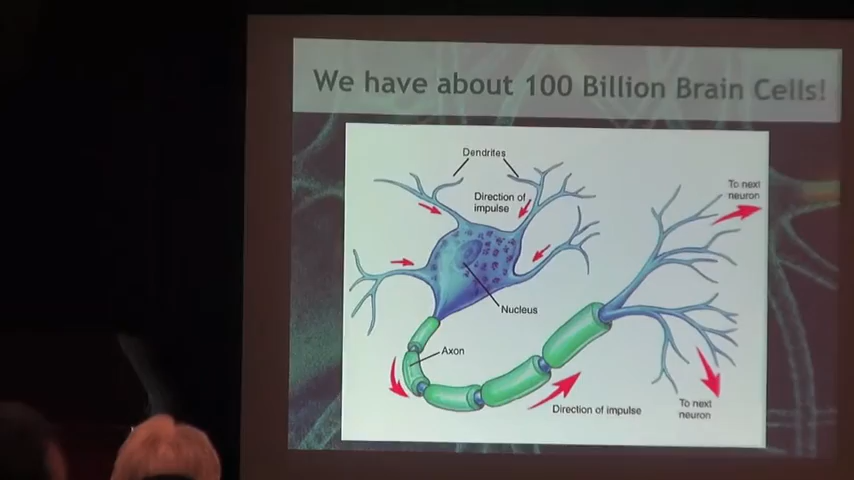 We have about 100 Billion Brain Cells!
Dendrites
Direction of
impulse
To next
neuron
Nucleus
Axon
Direction of impulse
To next
neuron